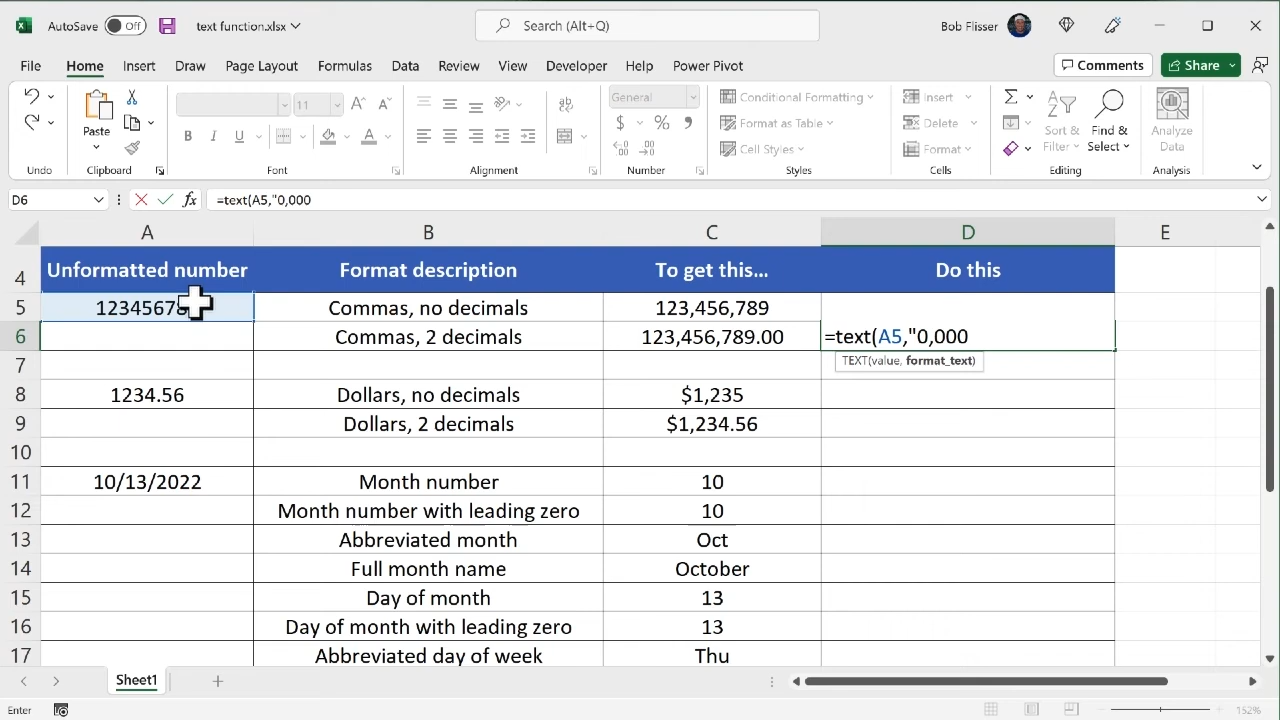 AutoSave Off text function.xlsx Search (Alt+Q) Bob Flisser
File Home Insert Draw Page Layout Formulas Data Review View Developer Help Power Pivot Comments Share
General Conditional Formatting Insert
11 A A
Paste B I U A $ % , Format as Table Delete Sort & Filter Find & Select Analyze Data
Cell Styles Format
Undo Clipboard Font Alignment Number Styles Cells Editing Analysis
D6 fx =text(A5,"0,000
A B C D E
4 Unformatted number Format description To get this... Do this
5 12345678 Commas, no decimals 123,456,789
6 Commas, 2 decimals 123,456,789.00 =text(A5,"0,000
7 TEXT(value, format_text)
8 1234.56 Dollars, no decimals $1,235
9 Dollars, 2 decimals $1,234.56
10
11 10/13/2022 Month number 10
12 Month number with leading zero 10
13 Abbreviated month Oct
14 Full month name October
15 Day of month 13
16 Day of month with leading zero 13
17 Abbreviated day of week Thu
Sheet1
Enter 152%